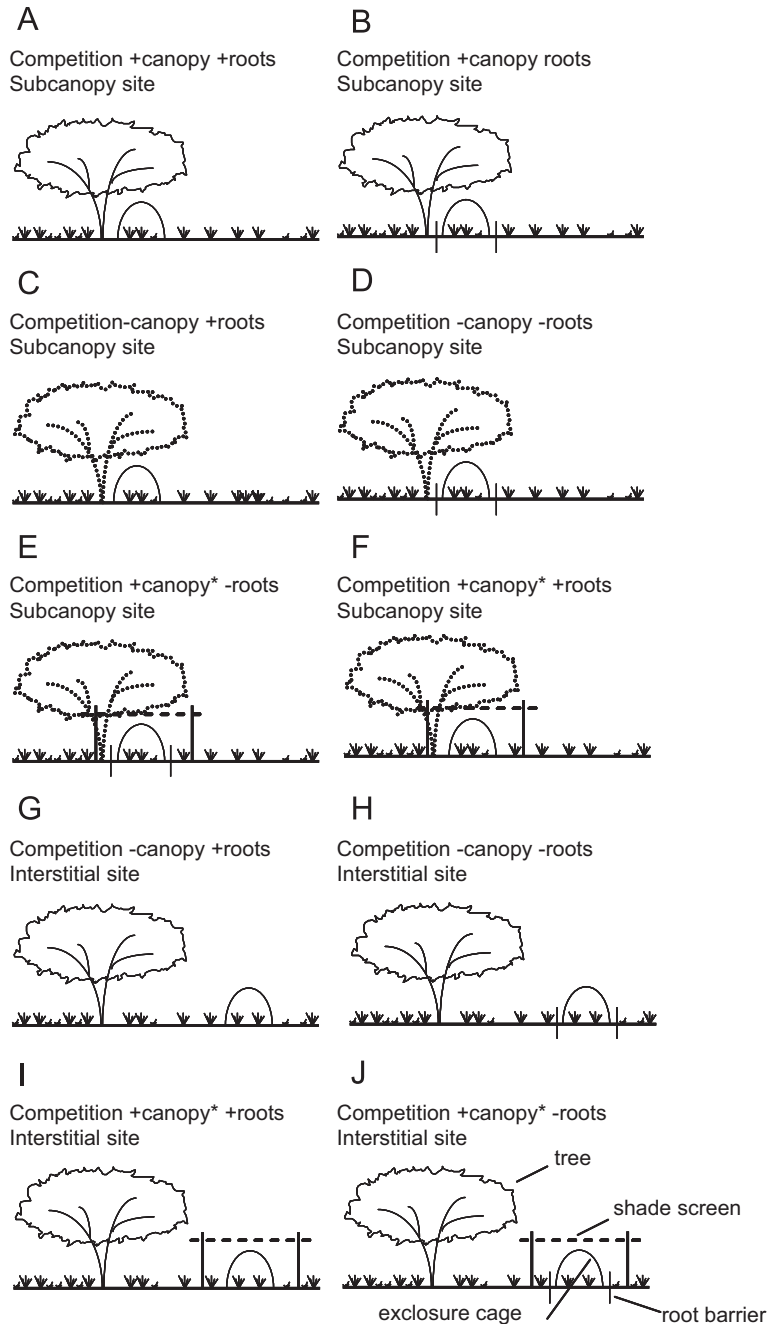 A
Competition +canopy +roots
Subcanopy site
B
Competition +canopy roots
Subcanopy site
C
Competition-canopy +roots
Subcanopy site
D
Competition -canopy -roots
Subcanopy site
E
Competition +canopy* -roots
Subcanopy site
F
Competition +canopy* +roots
Subcanopy site
G
Competition -canopy +roots
Interstitial site
H
Competition -canopy -roots
Interstitial site
I
Competition +canopy* +roots
Interstitial site
J
Competition +canopy* -roots
Interstitial site
tree
shade screen
exclosure cage
root barrier